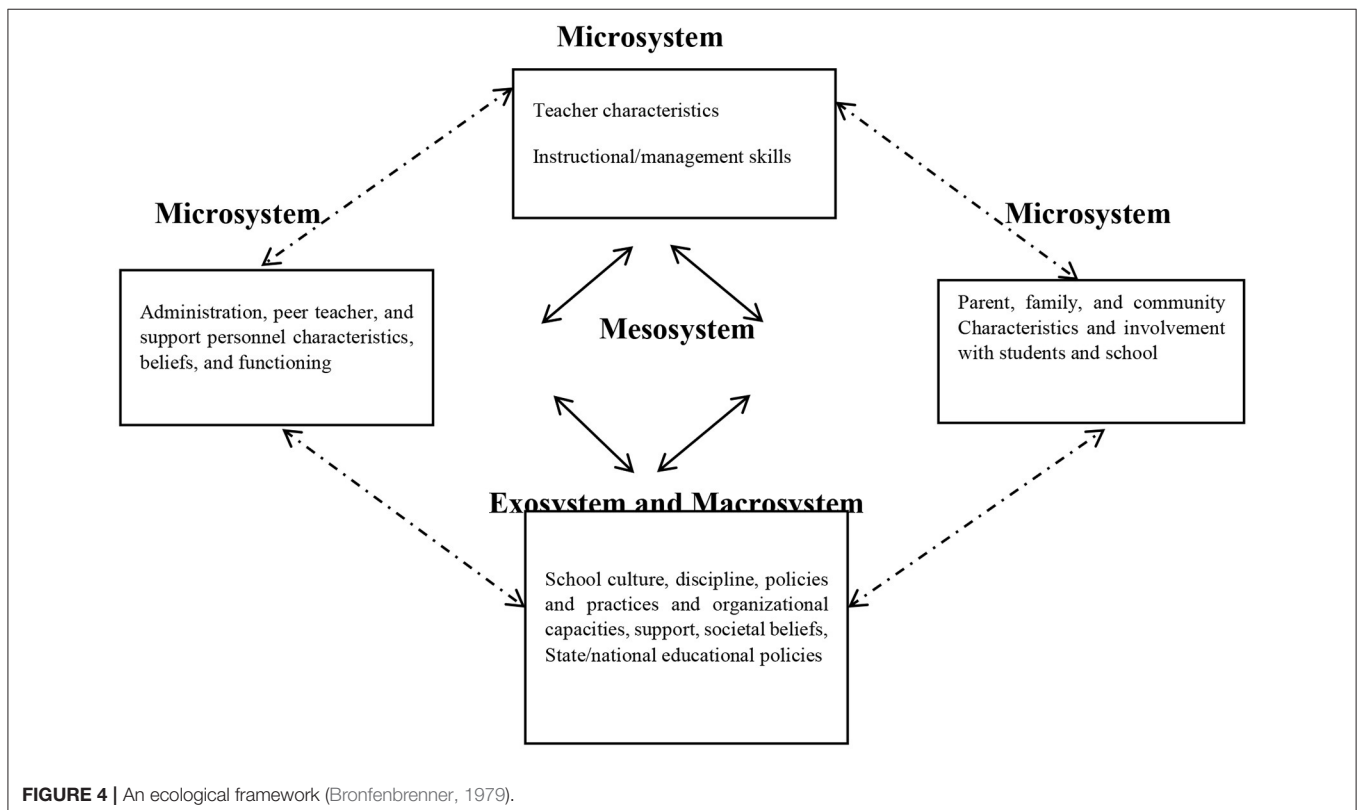 Microsystem
Teacher characteristics
Instructional/management skills
Microsystem
Administration, peer teacher, and
support personnel characteristics,
beliefs, and functioning
Microsystem
Parent, family, and community
Characteristics and involvement
with students and school
Mesosystem
Exosystem and Macrosystem
School culture, discipline, policies
and practices and organizational
capacities, support, societal beliefs,
State/national educational policies
FIGURE 4 | An ecological framework (Bronfenbrenner, 1979).